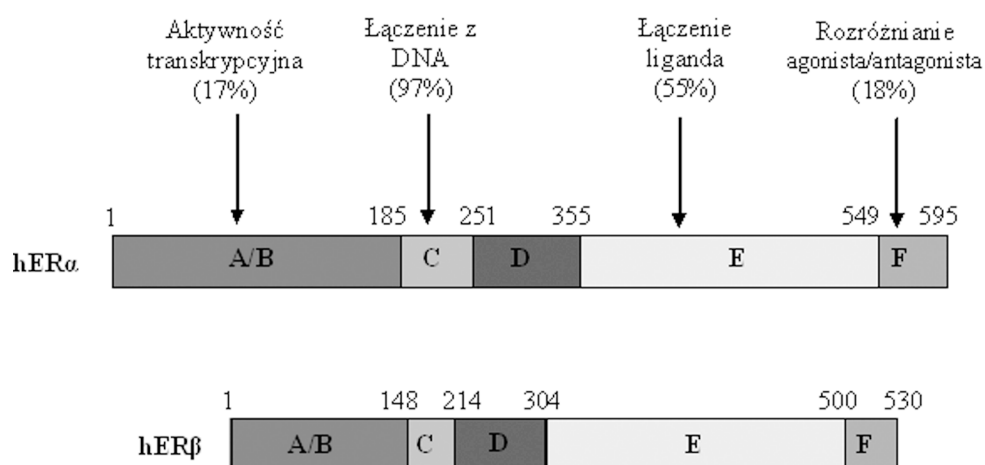 Aktywność
transkrypcyjna
(17%)
Łączenie z
DNA
(97%)
Łączenie
liganda
(55%)
Rozróżnianie
agonista/antagonista
(18%)
1 185 251 355 549 595
hERα A/B C D E F
1 148 214 304 500 530
hERβ A/B C D E F